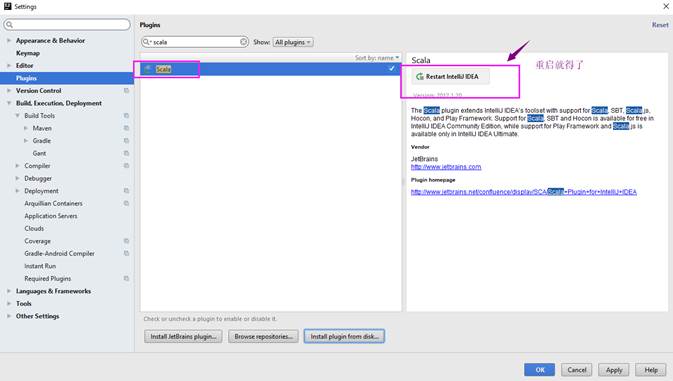 Settings
Plugins
Reset
Appearance & Behavior
Keymap
Editor
Plugins
Version Control
Build, Execution, Deployment
Build Tools
Maven
Gradle
Gant
Compiler
Debugger
Deployment
Arquillian Containers
Application Servers
Clouds
Coverage
Gradle-Android Compiler
Instant Run
Required Plugins
Languages & Frameworks
Tools
Other Settings
scala
Show: All plugins
Sort by: name
Scala
Check or uncheck a plugin to enable or disable it.
Install JetBrains plugin...
Browse repositories...
Install plugin from disk...
Scala
重启就得了
Restart IntelliJ IDEA
Version: 2017.1.20
The Scala plugin extends IntelliJ IDEA's toolset with support for Scala, SBT, Scala.js,
Hocon, and Play Framework. Support for Scala, SBT and Hocon is available for free in
IntelliJ IDEA Community Edition, while support for Play Framework and Scala.js is
available only in IntelliJ IDEA Ultimate.
Vendor
JetBrains
http://www.jetbrains.com
Plugin homepage
http://www.jetbrains.net/confluence/display/SCA/Scala+Plugin+for+IntelliJ+IDEA
OK
Cancel
Apply
Help